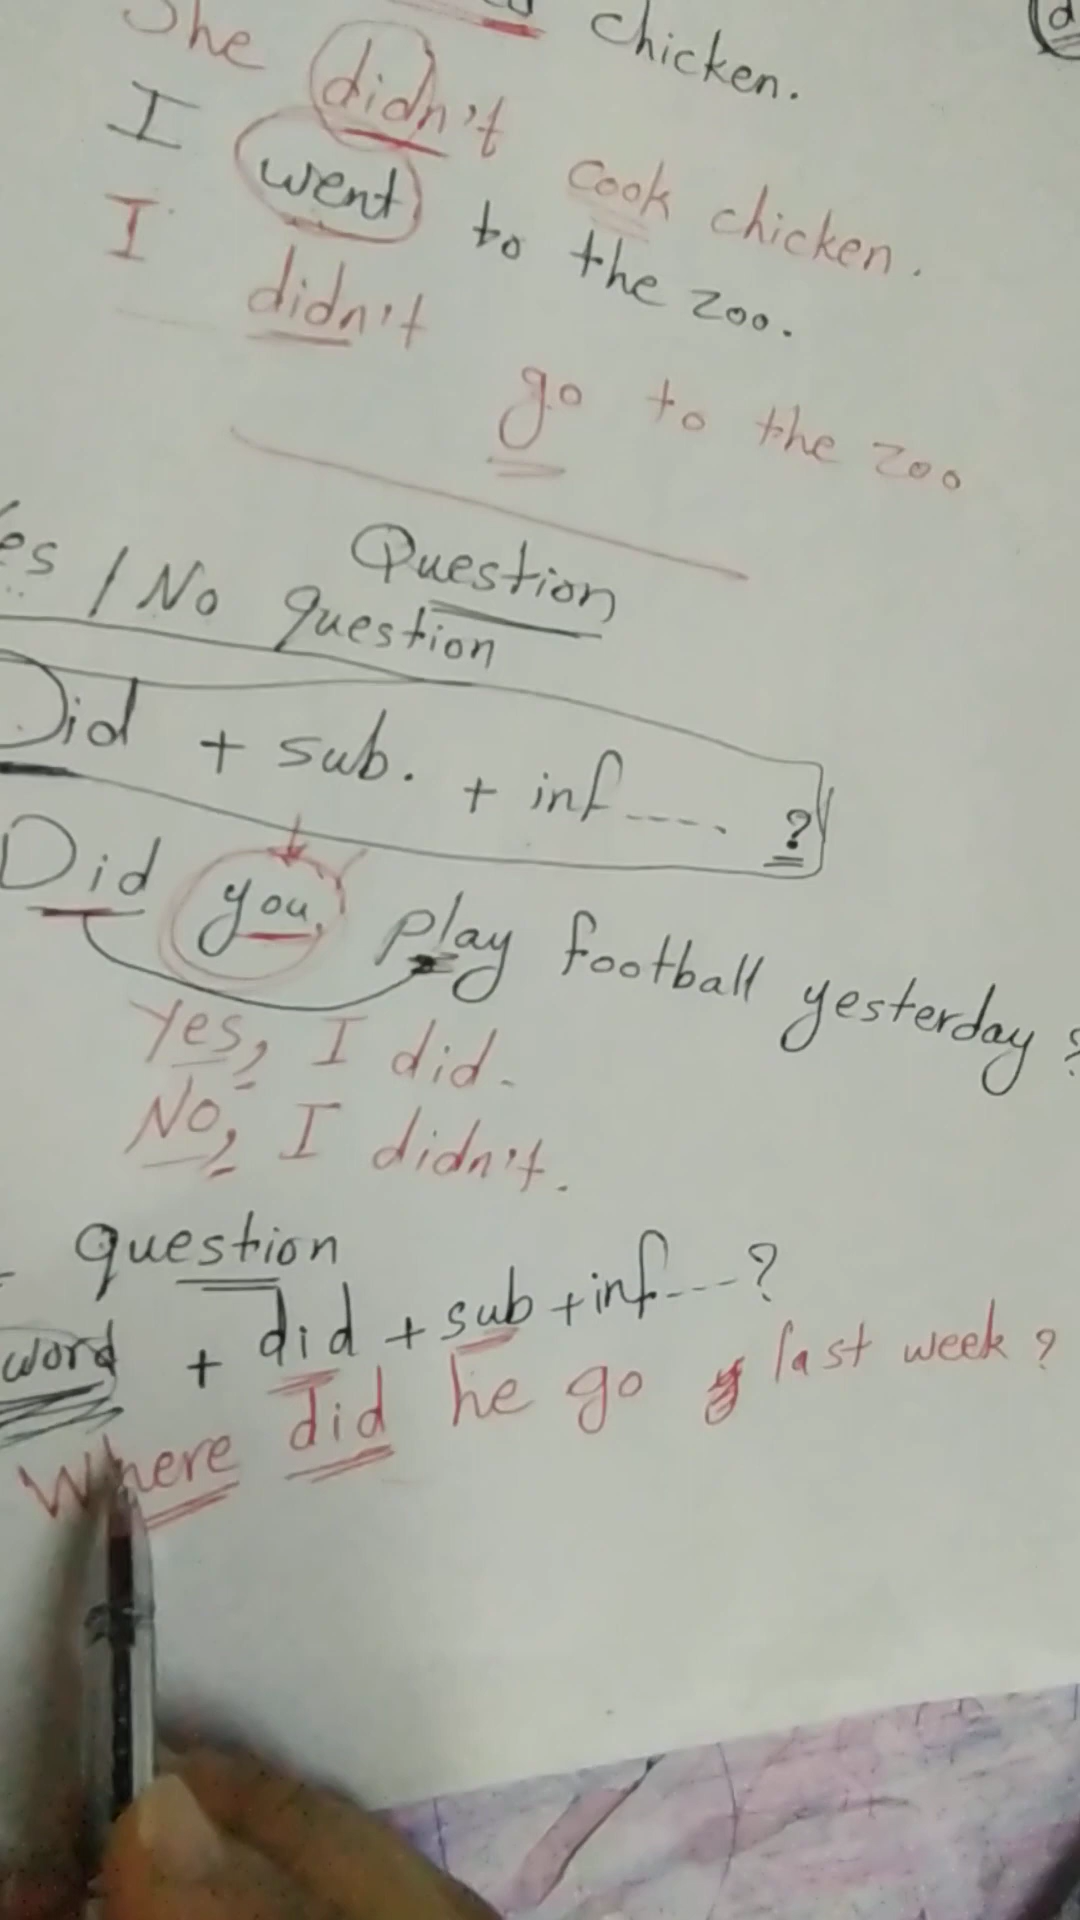 chicken.
She didn't cook chicken.
I went to the zoo.
I didn't go to the zoo
Question
/ No question
Did + sub. + inf ..... ?
Did you play football yesterday ?
Yes, I did.
No, I didn't.
question
word + did + sub + inf ---- ?
Where did he go last week ?